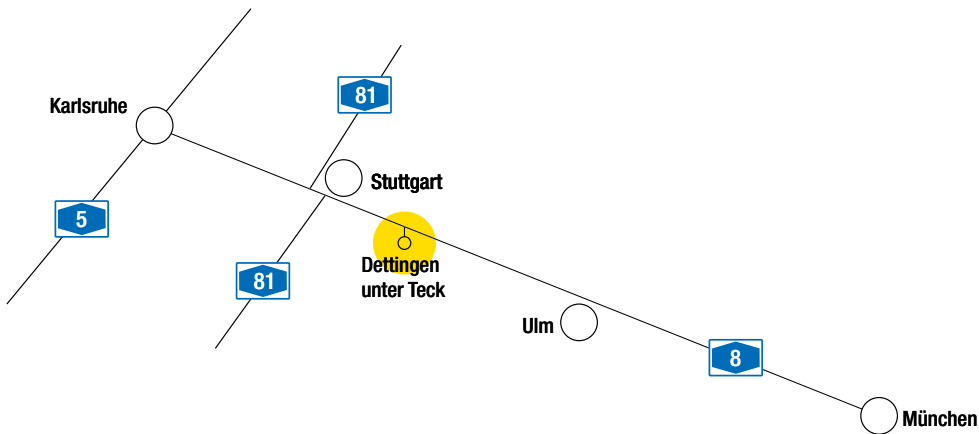 81
Karlsruhe
Stuttgart
5
Dettingen
unter Teck
81
Ulm
8
München